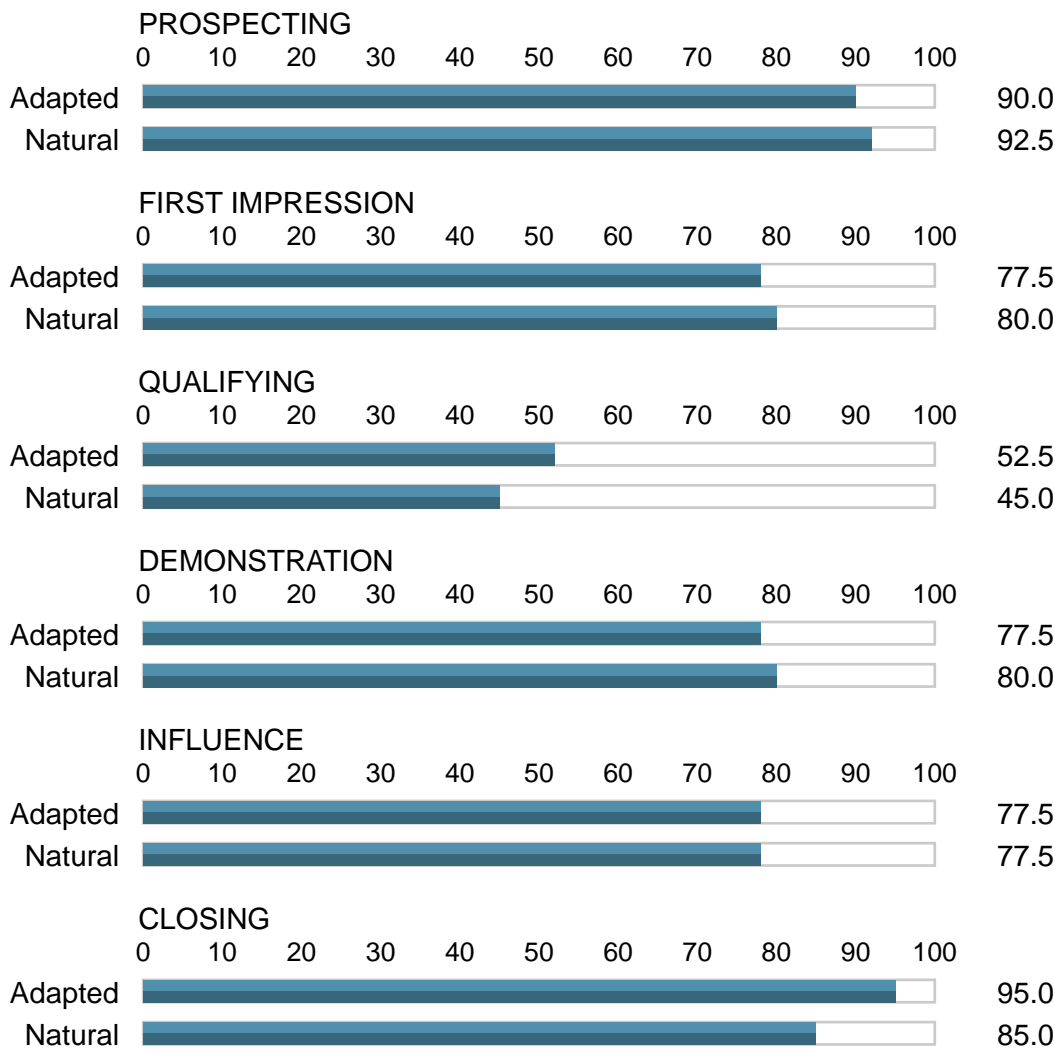 PROSPECTING
0 10 20 30 40 50 60 70 80 90 100
Adapted 90.0
Natural 92.5
FIRST IMPRESSION
0 10 20 30 40 50 60 70 80 90 100
Adapted 77.5
Natural 80.0
QUALIFYING
0 10 20 30 40 50 60 70 80 90 100
Adapted 52.5
Natural 45.0
DEMONSTRATION
0 10 20 30 40 50 60 70 80 90 100
Adapted 77.5
Natural 80.0
INFLUENCE
0 10 20 30 40 50 60 70 80 90 100
Adapted 77.5
Natural 77.5
CLOSING
0 10 20 30 40 50 60 70 80 90 100
Adapted 95.0
Natural 85.0